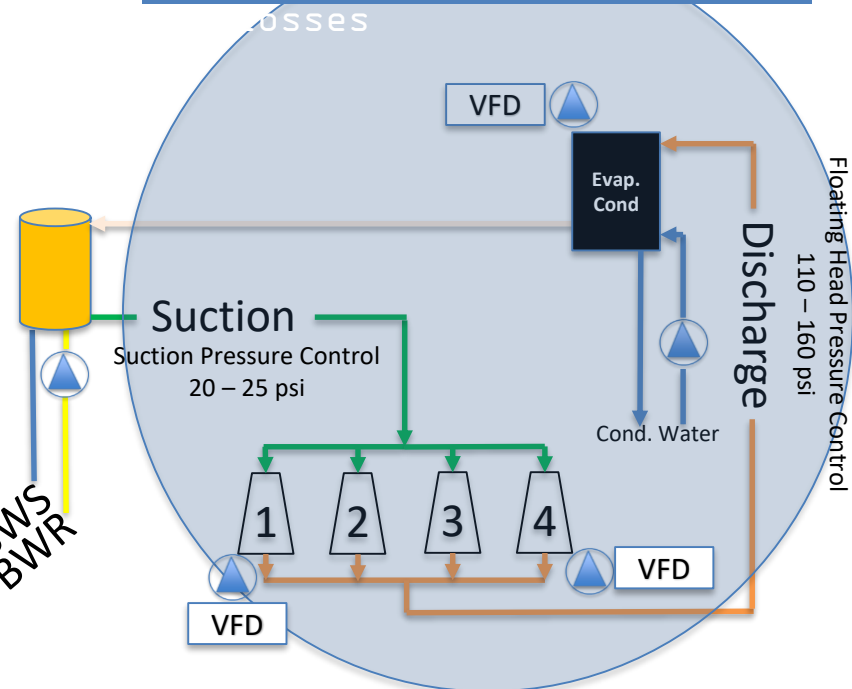 osses
VFD
Evap.
Cond
Floating Head Pressure Control
110 – 160 psi
Discharge
Suction
Suction Pressure Control
20 – 25 psi
Cond. Water
1
2
3
4
WS
BWR
VFD
VFD